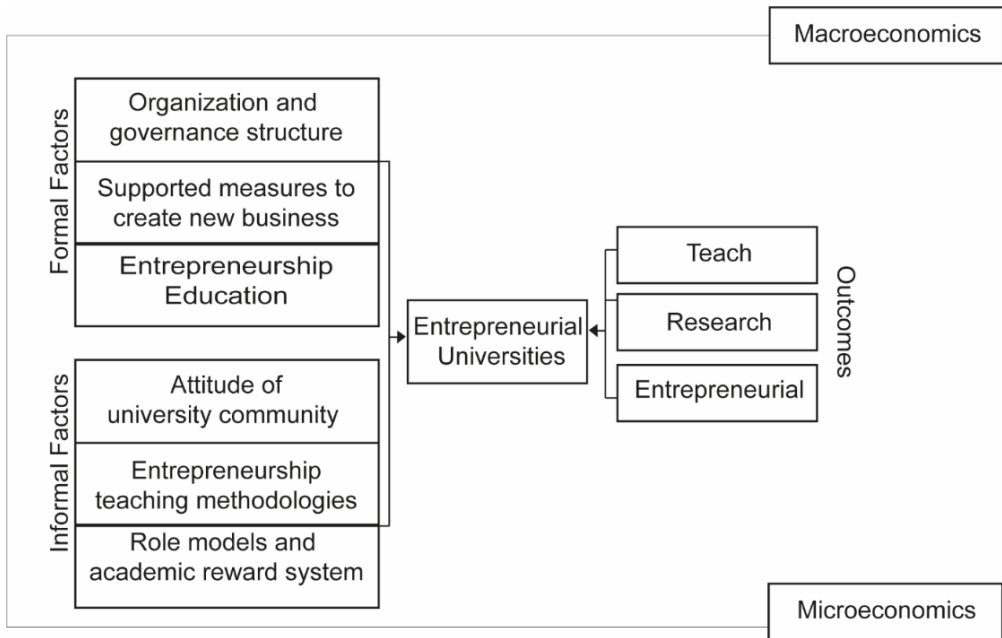 Macroeconomics
Formal Factors
Organization and
governance structure
Supported measures to
create new business
Entrepreneurship
Education
Informal Factors
Attitude of
university community
Entrepreneurship
teaching methodologies
Role models and
academic reward system
Entrepreneurial
Universities
Teach
Research
Entrepreneurial
Outcomes
Microeconomics